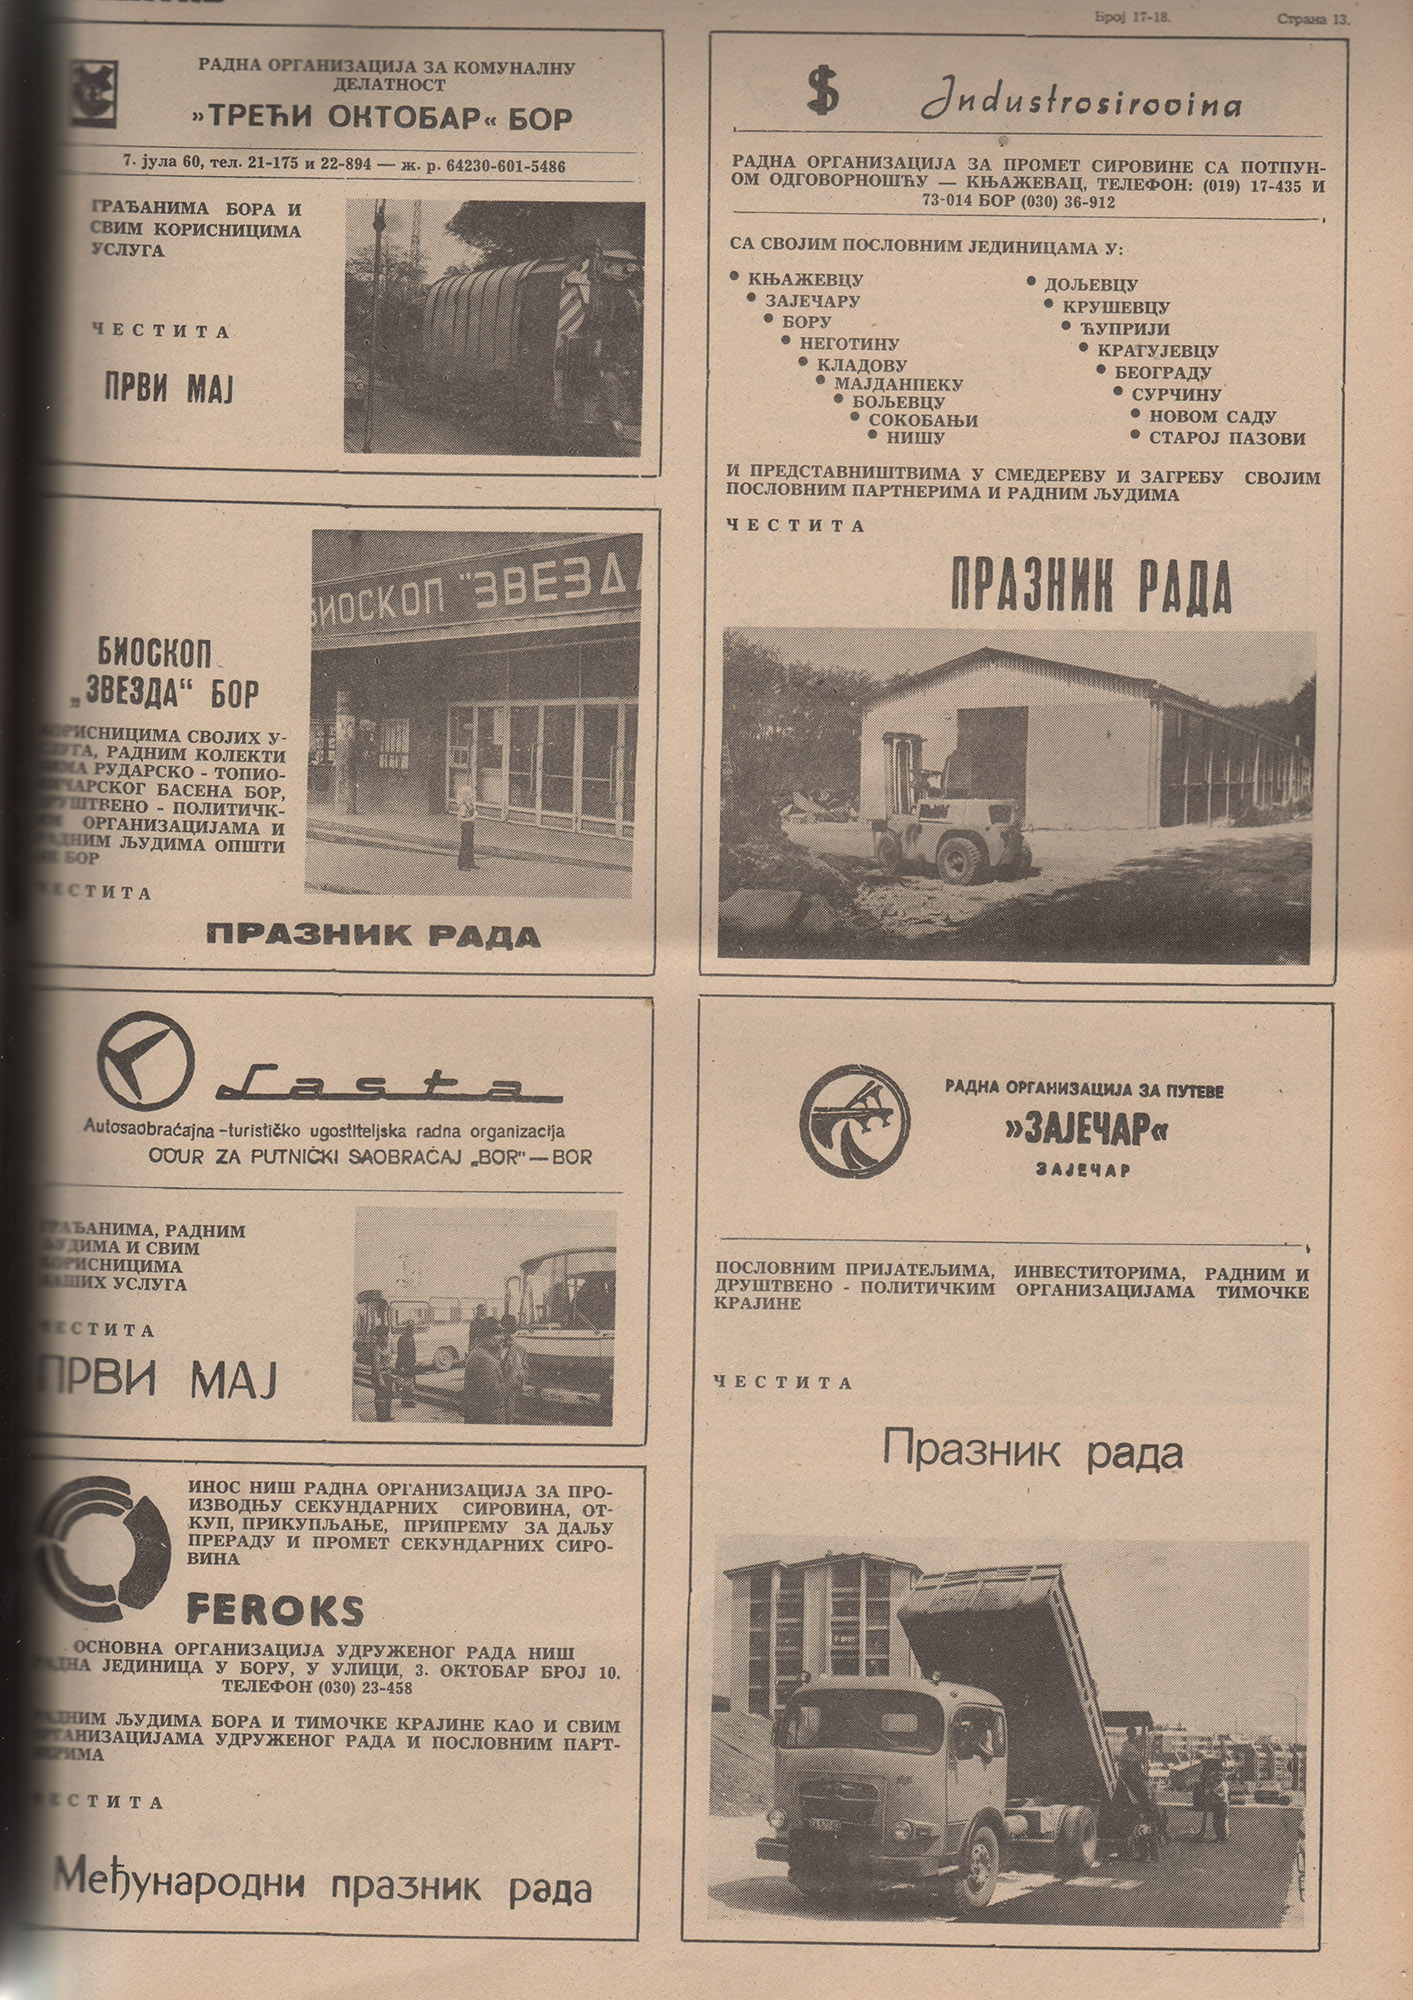 Број 17-18.
Страна 13.
РАДНА ОРГАНИЗАЦИЈА ЗА КОМУНАЛНУ
ДЕЛАТНОСТ
»ТРЕЋИ ОКТОБАР« БОР
7. јула 60, тел. 21-175 и 22-894 — ж. р. 64230-601-5486
ГРАЂАНИМА БОРА И
СВИМ КОРИСНИЦИМА
УСЛУГА
ЧЕСТИТА
ПРВИ МАЈ
БИОСКОП "ЗВЕЗДА
БИОСКОП
„ЗВЕЗДА“ БОР
КОРИСНИЦИМА СВОЈИХ У-
СЛУГА, РАДНИМ КОЛЕКТИ
ВИМА РУДАРСКО - ТОПИО-
НИЧАРСКОГ БАСЕНА БОР,
ДРУШТВЕНО - ПОЛИТИЧК-
ИМ ОРГАНИЗАЦИЈАМА И
РАДНИМ ЉУДИМА ОПШТИ
НЕ БОР
ЧЕСТИТА
ПРАЗНИК РАДА
Lasta
Autosaobraćajna-turističko ugostiteljska radna organizacija
OOUR ZA PUTNIČKI SAOBRAĆAJ „BOR"—BOR
ГРАЂАНИМА, РАДНИМ
ЉУДИМА И СВИМ
КОРИСНИЦИМА
НАШИХ УСЛУГА
ЧЕСТИТА
ПРВИ МАЈ
ИНОС НИШ РАДНА ОРГАНИЗАЦИЈА ЗА ПРО-
ИЗВОДЊУ СЕКУНДАРНИХ СИРОВИНА, ОТ-
КУП, ПРИКУПЉАЊЕ, ПРИПРЕМУ ЗА ДАЉУ
ПРЕРАДУ И ПРОМЕТ СЕКУНДАРНИХ СИРО-
ВИНА
FEROKS
ОСНОВНА ОРГАНИЗАЦИЈА УДРУЖЕНОГ РАДА НИШ
РАДНА ЈЕДИНИЦА У БОРУ, У УЛИЦИ, 3. ОКТОБАР БРОЈ 10.
ТЕЛЕФОН (030) 23-458
РАДНИМ ЉУДИМА БОРА И ТИМОЧКЕ КРАЈИНЕ КАО И СВИМ
ОРГАНИЗАЦИЈАМА УДРУЖЕНОГ РАДА И ПОСЛОВНИМ ПАРТ-
НЕРИМА
ЧЕСТИТА
Међународни празник рада
Industrosirovina
РАДНА ОРГАНИЗАЦИЈА ЗА ПРОМЕТ СИРОВИНЕ СА ПОТПУН-
ОМ ОДГОВОРНОШЋУ — КЊАЖЕВАЦ, ТЕЛЕФОН: (019) 17-435 И
73-014 БОР (030) 36-912
СА СВОЈИМ ПОСЛОВНИМ ЈЕДИНИЦАМА У:
• КЊАЖЕВЦУ
• ЗАЈЕЧАРУ
• БОРУ
• НЕГОТИНУ
• КЛАДОВУ
• МАЈДАНПЕКУ
• БОЉЕВЦУ
• СОКОБАЊИ
• НИШУ
• ДОЉЕВЦУ
• КРУШЕВЦУ
• ЋУПРИЈИ
• КРАГУЈЕВЦУ
• БЕОГРАДУ
• СУРЧИНУ
• НОВОМ САДУ
• СТАРОЈ ПАЗОВИ
И ПРЕДСТАВНИШТВИМА У СМЕДЕРЕВУ И ЗАГРЕБУ СВОЈИМ
ПОСЛОВНИМ ПАРТНЕРИМА И РАДНИМ ЉУДИМА
ЧЕСТИТА
ПРАЗНИК РАДА
РАДНА ОРГАНИЗАЦИЈА ЗА ПУТЕВЕ
»ЗАЈЕЧАР«
ЗАЈЕЧАР
ПОСЛОВНИМ ПРИЈАТЕЉИМА, ИНВЕСТИТОРИМА, РАДНИМ И
ДРУШТВЕНО - ПОЛИТИЧКИМ ОРГАНИЗАЦИЈАМА ТИМОЧКЕ
КРАЈИНЕ
ЧЕСТИТА
Празник рада